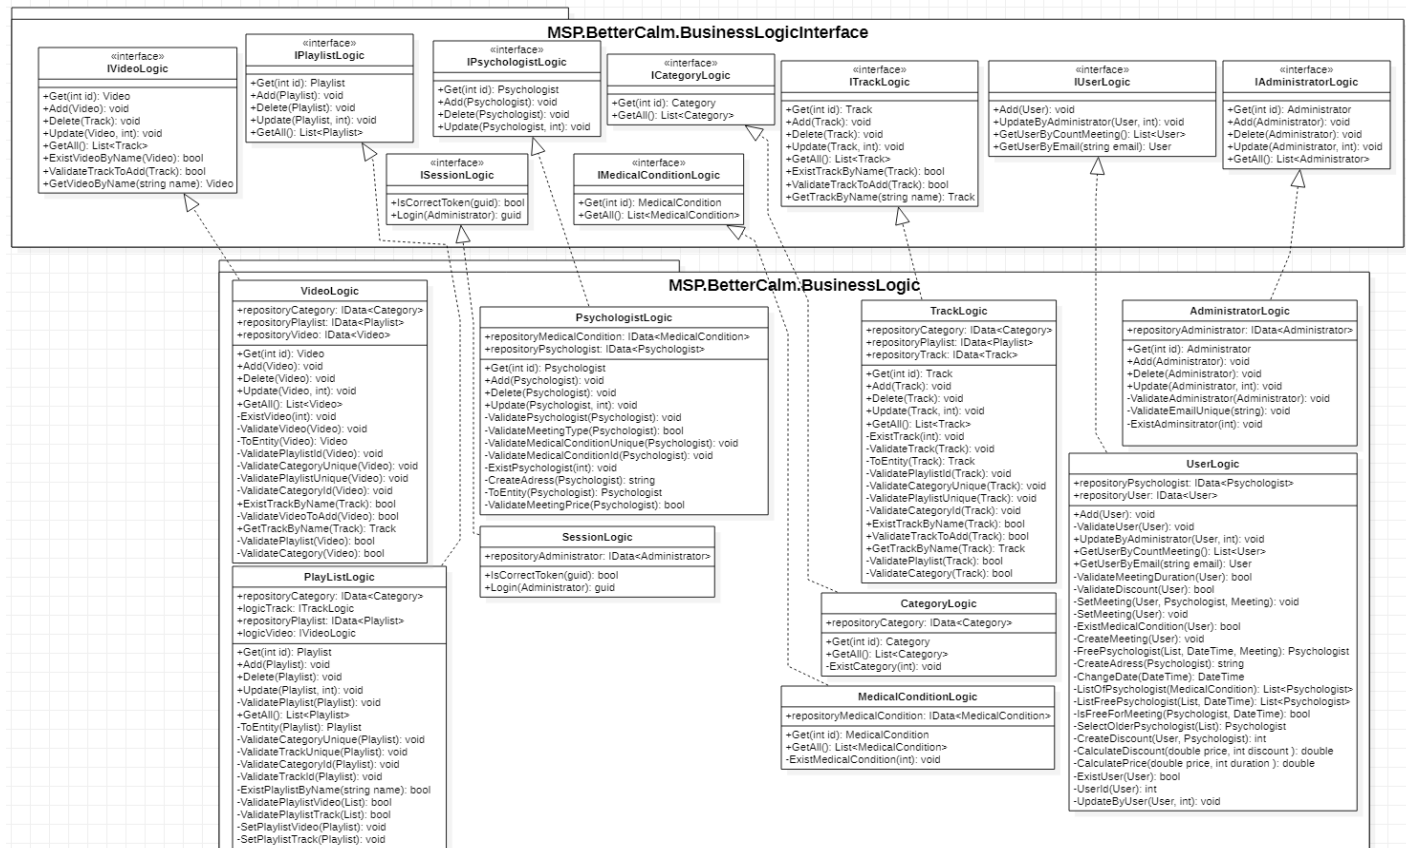 MSP.BetterCalm.BusinessLogicInterface
«interface»
IVideoLogic
+Get(int id): Video
+Add(Video): void
+Delete(Track): void
+Update(Video, int): void
+GetAll(): List<Track>
+ExistVideoByName(Video): bool
+ValidateTrackToAdd(Track): bool
+GetVideoByName(string name): Video
«interface»
IPlaylistLogic
+Get(int id): Playlist
+Add(Playlist): void
+Delete(Playlist): void
+Update(Playlist, int): void
+GetAll(): List<Playlist>
«interface»
IPsychologistLogic
+Get(int id): Psychologist
+Add(Psychologist): void
+Delete(Psychologist): void
+Update(Psychologist, int): void
«interface»
ICategoryLogic
+Get(int id): Category
+GetAll(): List<Category>
«interface»
ITrackLogic
+Get(int id): Track
+Add(Track): void
+Delete(Track): void
+Update(Track, int): void
+GetAll(): List<Track>
+ExistTrackByName(Track): bool
+ValidateTrackToAdd(Track): bool
+GetTrackByName(string name): Track
«interface»
IUserLogic
+Add(User): void
+UpdateByAdministrator(User, int): void
+GetUserByCountMeeting(): List<User>
+GetUserByEmail(string email): User
«interface»
IAdministratorLogic
+Get(int id): Administrator
+Add(Administrator): void
+Delete(Administrator): void
+Update(Administrator, int): void
+GetAll(): List<Administrator>
«interface»
ISessionLogic
+IsCorrectToken(guid): bool
+Login(Administrator): guid
«interface»
IMedicalConditionLogic
+Get(int id): MedicalCondition
+GetAll(): List<MedicalCondition>
MSP.BetterCalm.BusinessLogic
VideoLogic
+repositoryCategory: IData<Category>
+repositoryPlaylist: IData<Playlist>
+repositoryVideo: IData<Video>
+Get(int id): Video
+Add(Video): void
+Delete(Video): void
+Update(Video, int): void
+GetAll(): List<Video>
-ExistVideo(int): void
-ValidateVideo(Video): void
-ToEntity(Video): Video
-ValidatePlaylistId(Video): void
-ValidateCategoryUnique(Video): void
-ValidatePlaylistUnique(Video): void
-ValidateCategoryId(Video): void
+ExistTrackByName(Track): bool
-ValidateVideoToAdd(Video): bool
+GetTrackByName(Track): Track
-ValidatePlaylist(Video): bool
-ValidateCategory(Video): bool
PlayListLogic
+repositoryCategory: IData<Category>
+logicTrack: ITrackLogic
+repositoryPlaylist: IData<Playlist>
+logicVideo: IVideoLogic
+Get(int id): Playlist
+Add(Playlist): void
+Delete(Playlist): void
+Update(Playlist, int): void
-ValidatePlaylist(Playlist): void
+GetAll(): List<Playlist>
-ToEntity(Playlist): Playlist
-ValidateCategoryUnique(Playlist): void
-ValidateTrackUnique(Playlist): void
-ValidateCategoryId(Playlist): void
-ValidateTrackId(Playlist): void
-ExistPlaylistByName(string name): bool
-ValidatePlaylistVideo(List): bool
-ValidatePlaylistTrack(List): bool
-SetPlaylistVideo(Playlist): void
-SetPlaylistTrack(Playlist): void
PsychologistLogic
+repositoryMedicalCondition: IData<MedicalCondition>
+repositoryPsychologist: IData<Psychologist>
+Get(int id): Psychologist
+Add(Psychologist): void
+Delete(Psychologist): void
+Update(Psychologist, int): void
-ValidatePsychologist(Psychologist): void
-ValidateMeetingType(Psychologist): bool
-ValidateMedicalConditionUnique(Psychologist): void
-ValidateMedicalConditionId(Psychologist): void
-ExistPsychologist(int): void
-CreateAdress(Psychologist): string
-ToEntity(Psychologist): Psychologist
-ValidateMeetingPrice(Psychologist): bool
SessionLogic
+repositoryAdministrator: IData<Administrator>
+IsCorrectToken(guid): bool
+Login(Administrator): guid
TrackLogic
+repositoryCategory: IData<Category>
+repositoryPlaylist: IData<Playlist>
+repositoryTrack: IData<Track>
+Get(int id): Track
+Add(Track): void
+Delete(Track): void
+Update(Track, int): void
+GetAll(): List<Track>
-ExistTrack(int): void
-ValidateTrack(Track): void
-ToEntity(Track): Track
-ValidatePlaylistId(Track): void
-ValidateCategoryUnique(Track): void
-ValidatePlaylistUnique(Track): void
-ValidateCategoryId(Track): void
+ExistTrackByName(Track): bool
+ValidateTrackToAdd(Track): bool
+GetTrackByName(Track): Track
-ValidatePlaylist(Track): bool
-ValidateCategory(Track): bool
CategoryLogic
+repositoryCategory: IData<Category>
+Get(int id): Category
+GetAll(): List<Category>
-ExistCategory(int): void
MedicalConditionLogic
+repositoryMedicalCondition: IData<MedicalCondition>
+Get(int id): MedicalCondition
+GetAll(): List<MedicalCondition>
-ExistMedicalCondition(int): void
AdministratorLogic
+repositoryAdministrator: IData<Administrator>
+Get(int id): Administrator
+Add(Administrator): void
+Delete(Administrator): void
+Update(Administrator, int): void
-ValidateAdministrator(Administrator): void
-ValidateEmailUnique(string): void
-ExistAdminsitrator(int): void
UserLogic
+repositoryPsychologist: IData<Psychologist>
+repositoryUser: IData<User>
+Add(User): void
-ValidateUser(User): void
+UpdateByAdministrator(User, int): void
+GetUserByCountMeeting(): List<User>
+GetUserByEmail(string email): User
-ValidateMeetingDuration(User): bool
-ValidateDiscount(User): bool
-SetMeeting(User, Psychologist, Meeting): void
-SetMeeting(User): void
-ExistMedicalCondition(User): bool
-CreateMeeting(User): void
-FreePsychologist(List, DateTime, Meeting): Psychologist
-CreateAdress(Psychologist): string
-ChangeDate(DateTime): DateTime
-ListOfPsychologist(MedicalCondition): List<Psychologist>
-ListFreePsychologist(List, DateTime): List<Psychologist>
-IsFreeForMeeting(Psychologist, DateTime): bool
-SelectOlderPsychologist(List): Psychologist
-CreateDiscount(User, Psychologist): int
-CalculateDiscount(double price, int discount ): double
-CalculatePrice(double price, int duration ): double
-ExistUser(User): bool
-UserId(User): int
-UpdateByUser(User, int): void